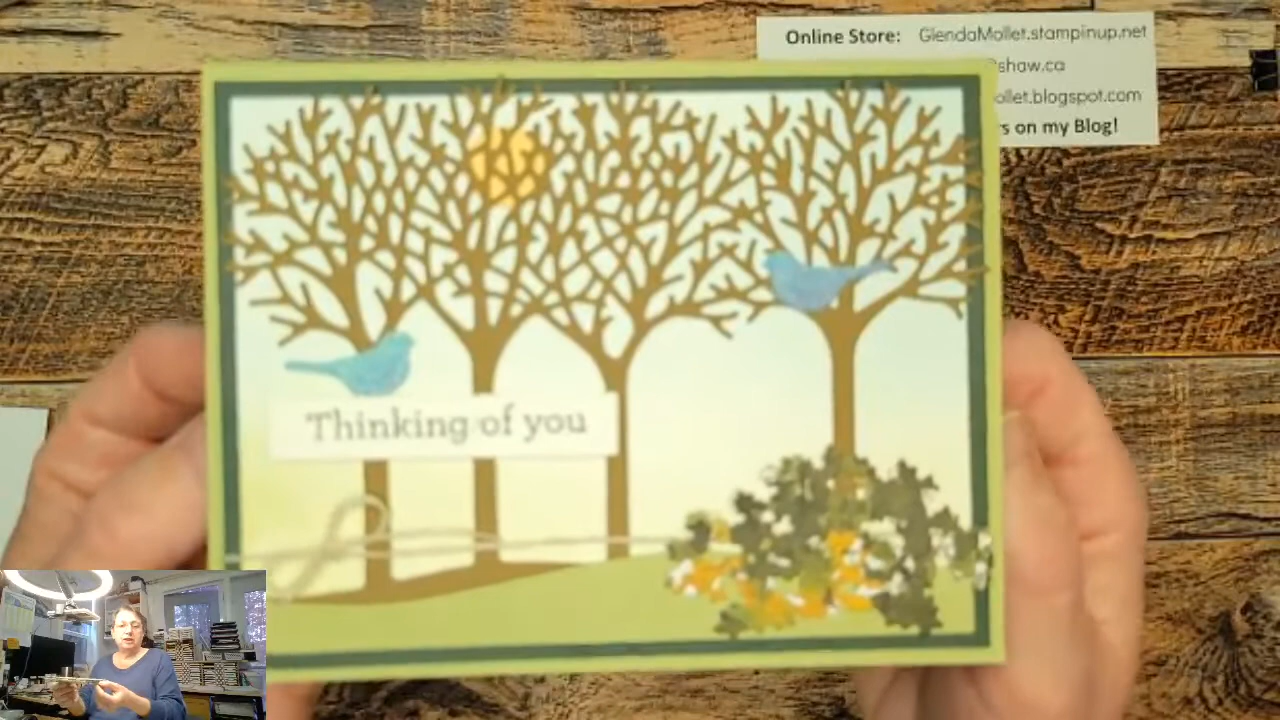 Online Store: GlendaMollet.stampinup.net
shaw.ca
ollet.blogspot.com
on my Blog!
Thinking of you